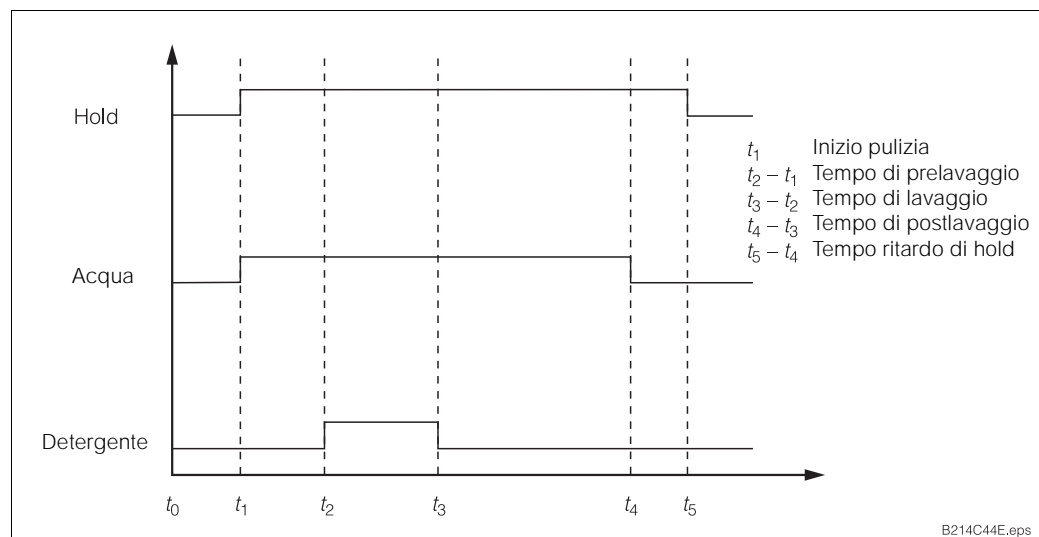 Hold
t1 Inizio pulizia
t2 – t1 Tempo di prelavaggio
t3 – t2 Tempo di lavaggio
t4 – t3 Tempo di postlavaggio
t5 – t4 Tempo ritardo di hold
Acqua
Detergente
t0 t1 t2 t3 t4 t5
B214C44E.eps